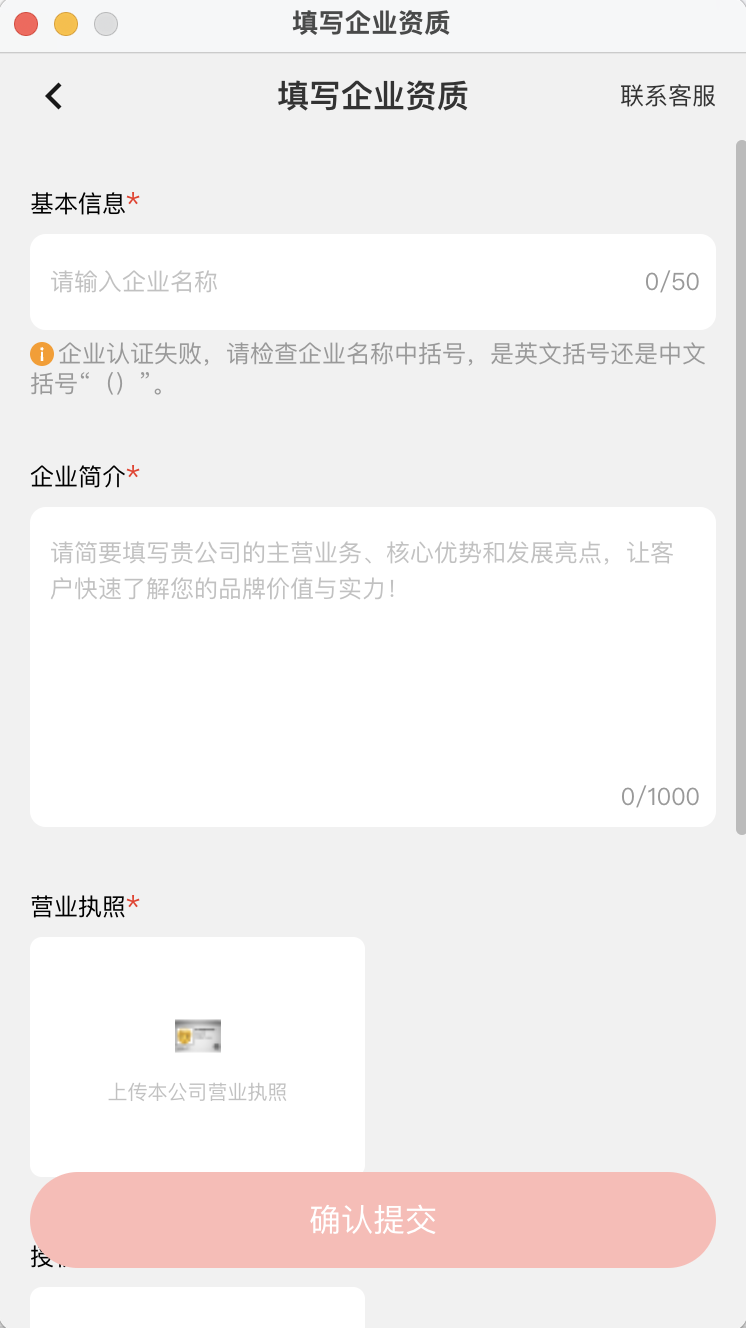 填写企业资质
填写企业资质
联系客服
基本信息*
请输入企业名称
0/50
企业认证失败，请检查企业名称中括号，是英文括号还是中文
括号“（）”。
企业简介*
请简要填写贵公司的主营业务、核心优势和发展亮点，让客
户快速了解您的品牌价值与实力！
0/1000
营业执照*
上传本公司营业执照
确认提交
授